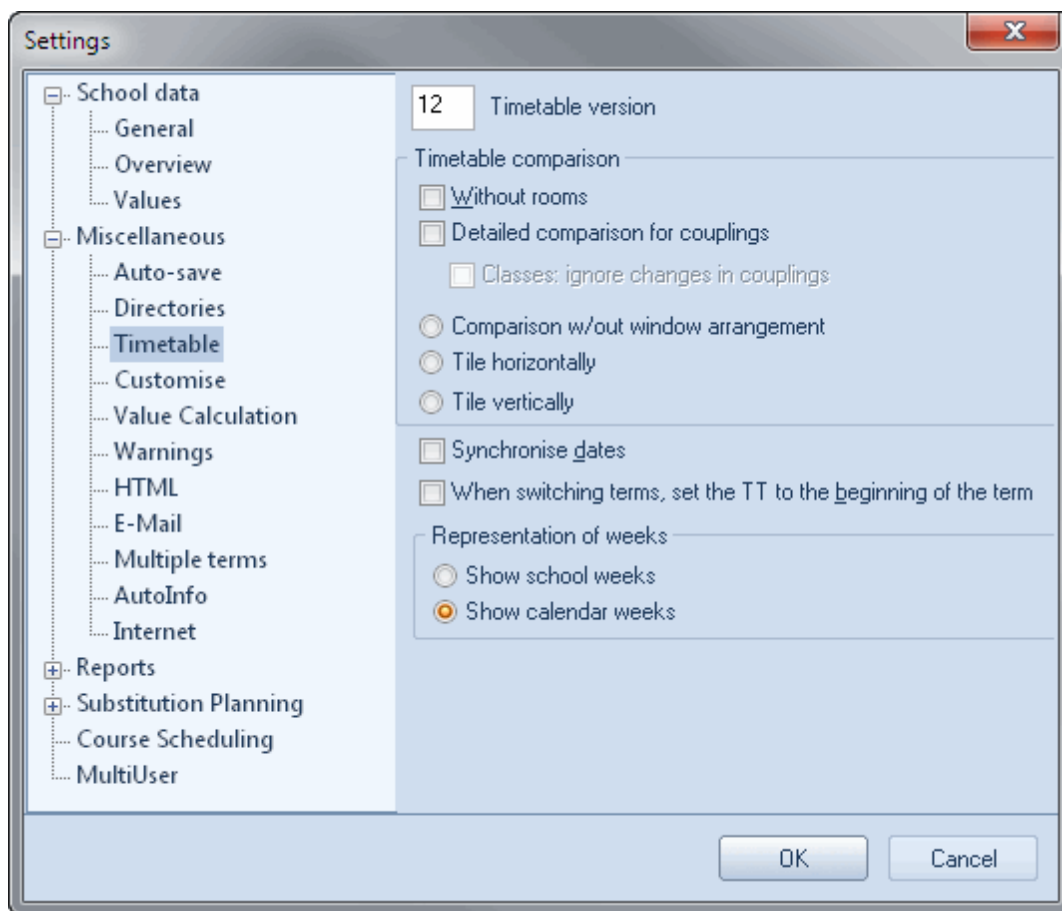 Settings
School data
General
Overview
Values
Miscellaneous
Auto-save
Directories
Timetable
Customise
Value Calculation
Warnings
HTML
E-Mail
Multiple terms
AutoInfo
Internet
Reports
Substitution Planning
Course Scheduling
MultiUser
12 Timetable version
Timetable comparison
Without rooms
Detailed comparison for couplings
Classes: ignore changes in couplings
Comparison w/out window arrangement
Tile horizontally
Tile vertically
Synchronise dates
When switching terms, set the TT to the beginning of the term
Representation of weeks
Show school weeks
Show calendar weeks
OK Cancel